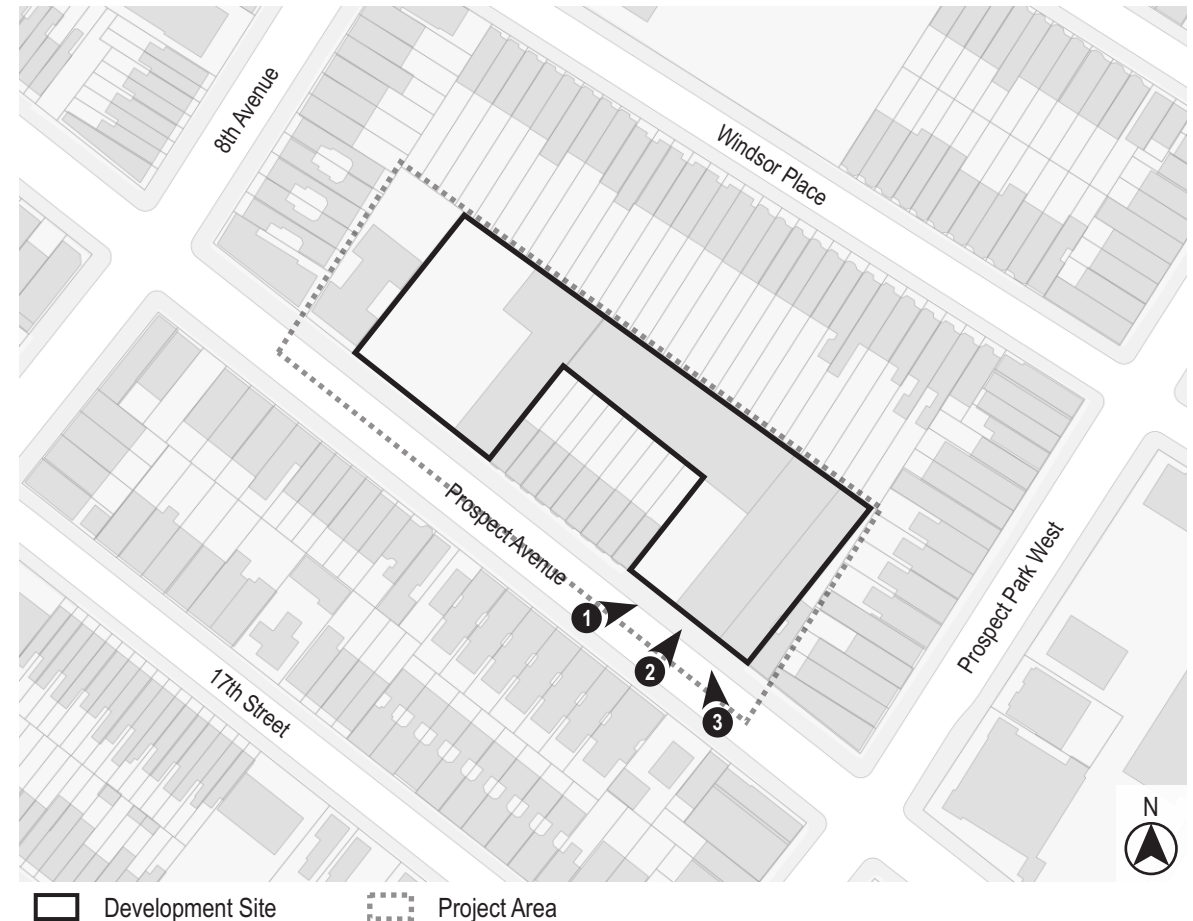 8th Avenue
Windsor Place
Prospect Avenue
Prospect Park West
17th Street
1
2
3
N
Development Site
Project Area